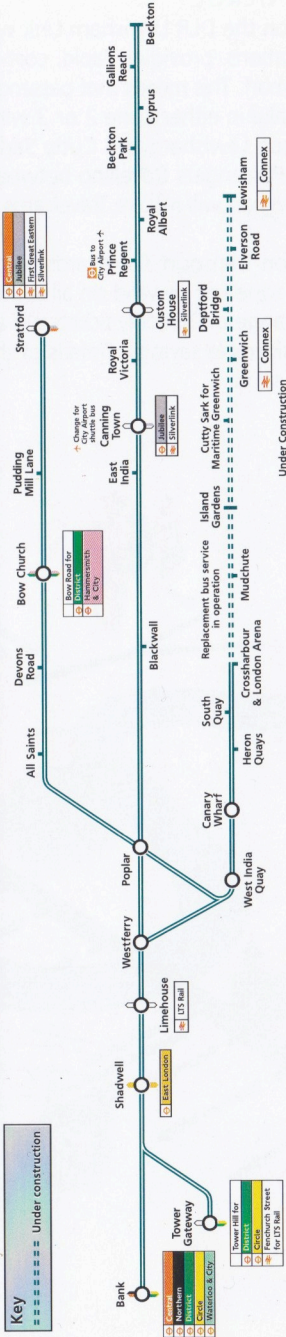 Key
Under construction
Bank
Central
Northern
District
Circle
Waterloo & City
Tower
Gateway
Tower Hill for
District
Circle
Fenchurch Street
for LTS Rail
Shadwell
East London
Limehouse
LTS Rail
Westferry
Poplar
West India
Quay
Canary
Wharf
Heron
Quays
South Quay
Crossharbour
& London Arena
Replacement bus service
in operation
Mudchute
Island
Gardens
Cutty Sark for
Maritime Greenwich
Under Construction
Greenwich
Connex
Deptford
Bridge
Elverson
Road
Lewisham
Connex
All Saints
Devons
Road
Bow Church
Bow Road for
District
Hammersmith
& City
Pudding
Mill Lane
Stratford
Central
Jubilee
First Great Eastern
Silverlink
Blackwall
East
India
Change for
City Airport
shuttle bus
Canning
Town
Jubilee
Silverlink
Royal
Victoria
Custom
House
Silverlink
Bus to
City Airport
Prince
Regent
Royal
Albert
Beckton
Park
Cyprus
Gallions
Reach
Beckton